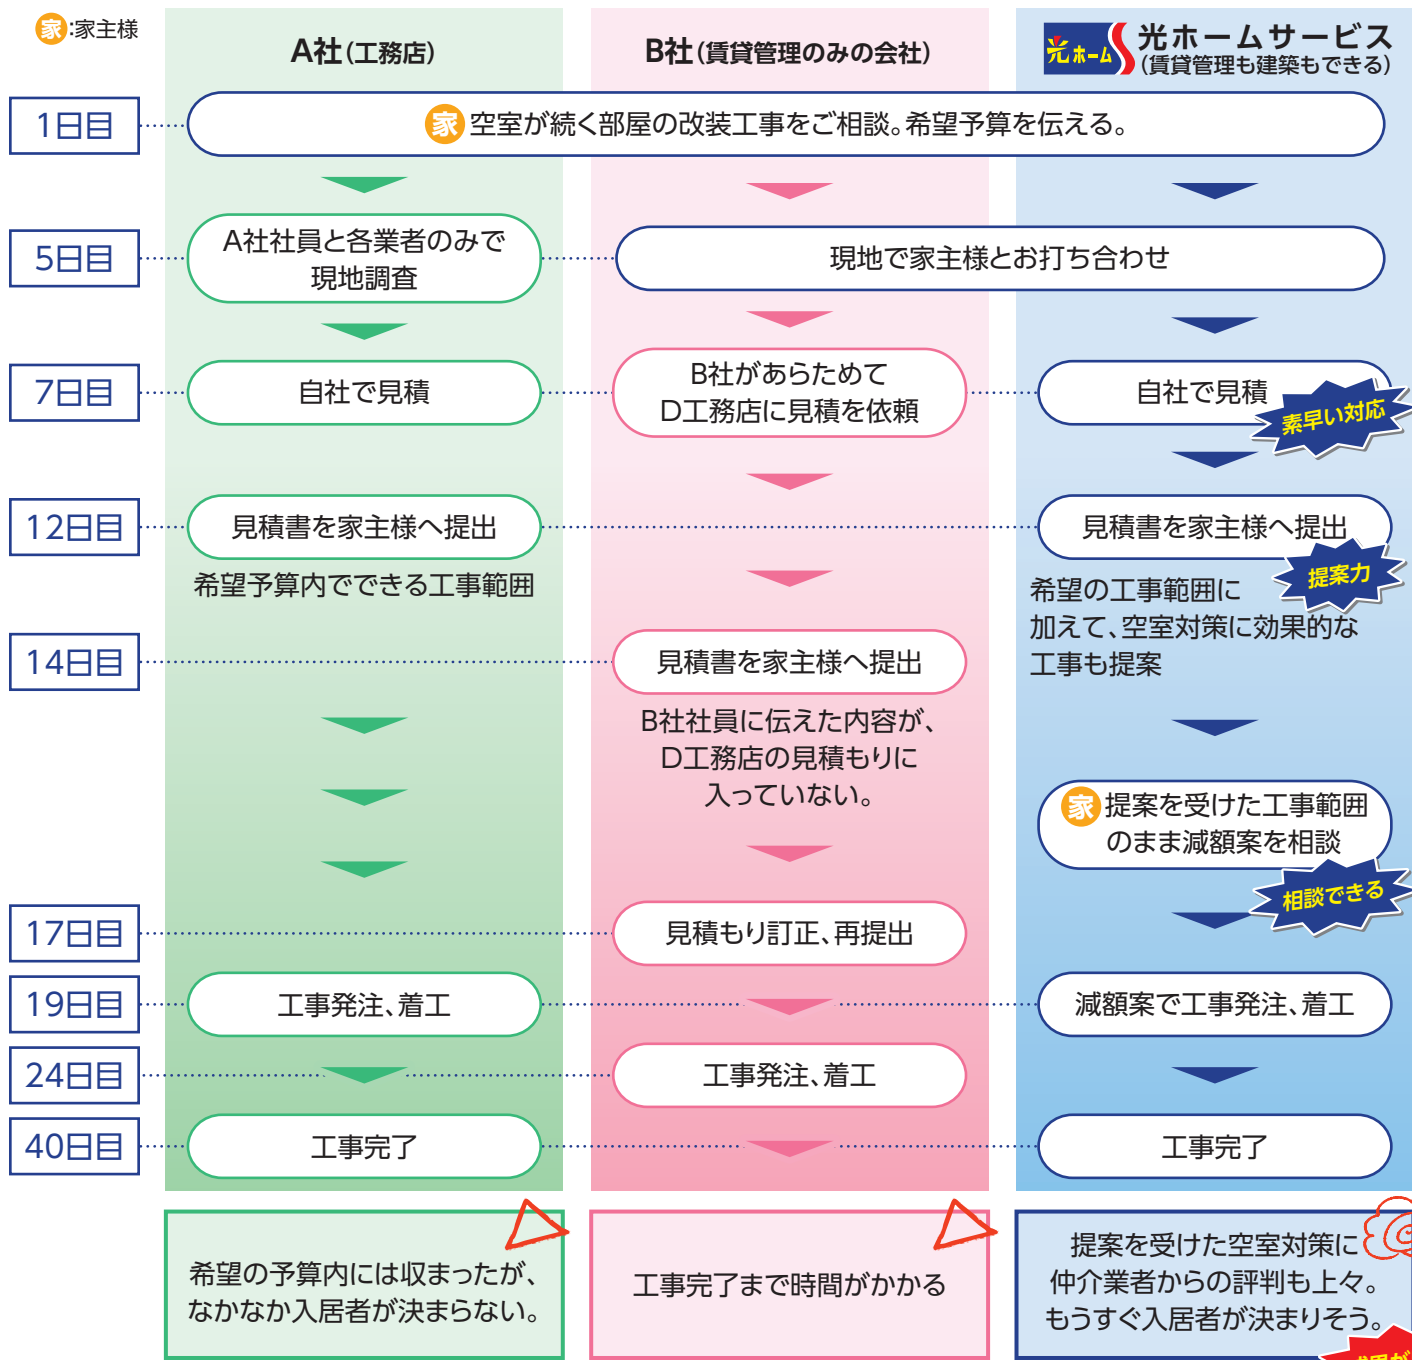 家:家主様
A社(工務店)
B社(賃貸管理のみの会社)
光ホーム
光ホームサービス
(賃貸管理も建築もできる)
1日目
家 空室が続く部屋の改装工事をご相談。希望予算を伝える。
5日目
A社社員と各業者のみで
現地調査
現地で家主様とお打ち合わせ
7日目
自社で見積
B社があらためて
D工務店に見積を依頼
自社で見積
素早い対応
12日目
見積書を家主様へ提出
希望予算内でできる工事範囲
見積書を家主様へ提出
提案力
希望の工事範囲に
加えて、空室対策に効果的な
工事も提案
14日目
見積書を家主様へ提出
B社社員に伝えた内容が、
D工務店の見積もりに
入っていない。
家 提案を受けた工事範囲
のまま減額案を相談
相談できる
17日目
見積もり訂正、再提出
19日目
工事発注、着工
減額案で工事発注、着工
24日目
工事発注、着工
40日目
工事完了
工事完了
希望の予算内には収まったが、
なかなか入居者が決まらない。
工事完了まで時間がかかる
提案を受けた空室対策に
仲介業者からの評判も上々。
もうすぐ入居者が決まりそう。